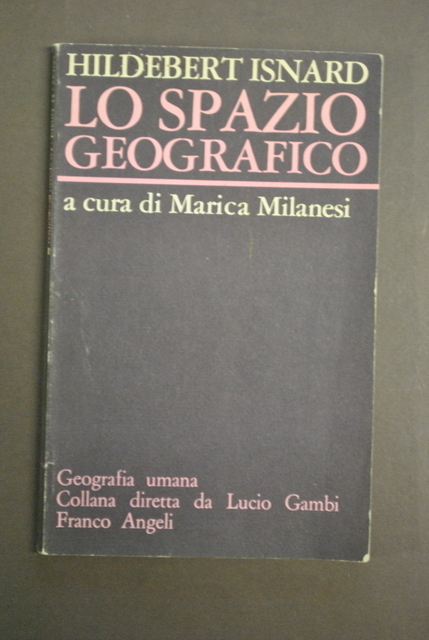 HILDEBERT ISNARD
LO SPAZIO
GEOGRAFICO
a cura di Marica Milanesi
Geografia umana
Collana diretta da Lucio Gambi
Franco Angeli